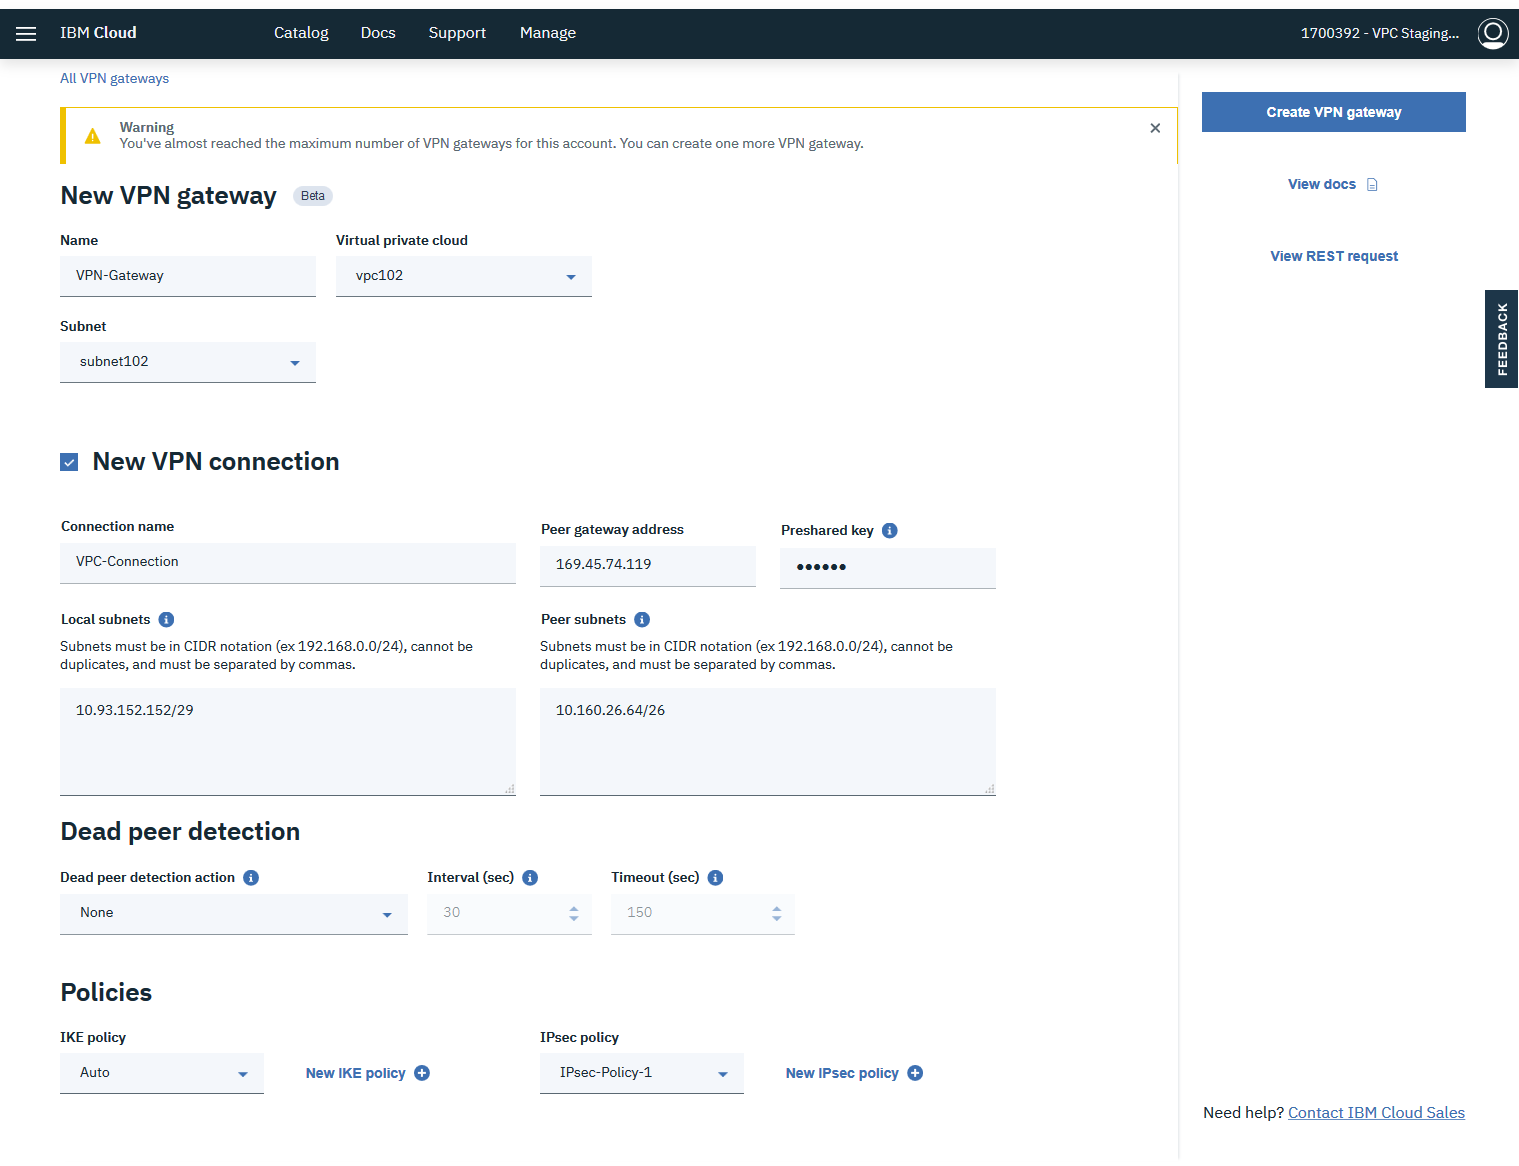 IBM Cloud
Catalog
Docs
Support
Manage
1700392 - VPC Staging...
All VPN gateways
Warning
You've almost reached the maximum number of VPN gateways for this account. You can create one more VPN gateway.
Create VPN gateway
View docs
View REST request
FEEDBACK
New VPN gateway
Beta
Name
Virtual private cloud
VPN-Gateway
vpc102
Subnet
subnet102
New VPN connection
Connection name
Peer gateway address
Preshared key
VPC-Connection
169.45.74.119
••••••
Local subnets
Subnets must be in CIDR notation (ex 192.168.0.0/24), cannot be
duplicates, and must be separated by commas.
10.93.152.152/29
Peer subnets
Subnets must be in CIDR notation (ex 192.168.0.0/24), cannot be
duplicates, and must be separated by commas.
10.160.26.64/26
Dead peer detection
Dead peer detection action
Interval (sec)
Timeout (sec)
None
30
150
Policies
IKE policy
Auto
New IKE policy
IPsec policy
IPsec-Policy-1
New IPsec policy
Need help? Contact IBM Cloud Sales